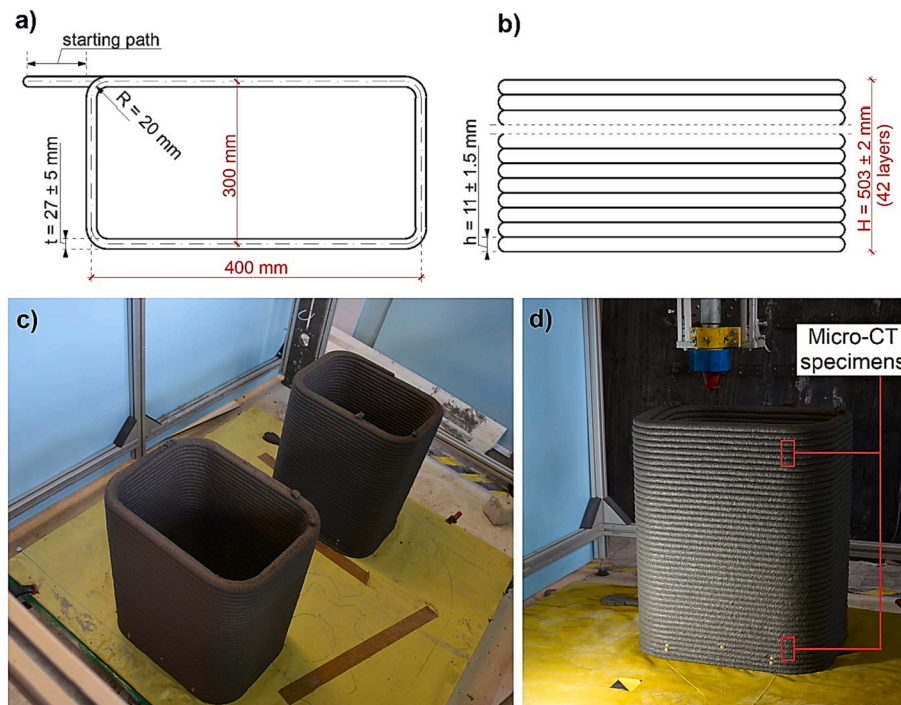 a)
starting path
R = 20 mm
300 mm
t = 27 ± 5 mm
400 mm
b)
h = 11 ± 1.5 mm
H = 503 ± 2 mm
(42 layers)
c)
d)
Micro-CT
specimens